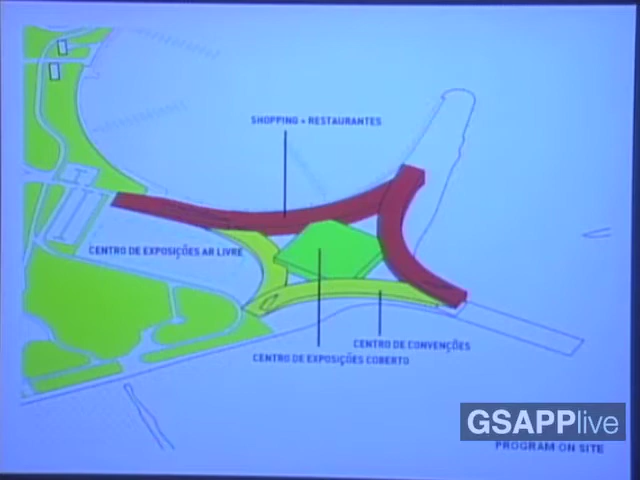 SHOPPING + RESTAURANTES
CENTRO DE EXPOSIÇÕES AR LIVRE
CENTRO DE CONVENÇÕES
CENTRO DE EXPOSIÇÕES COBERTO
GSAPPlive
PROGRAM ON SITE